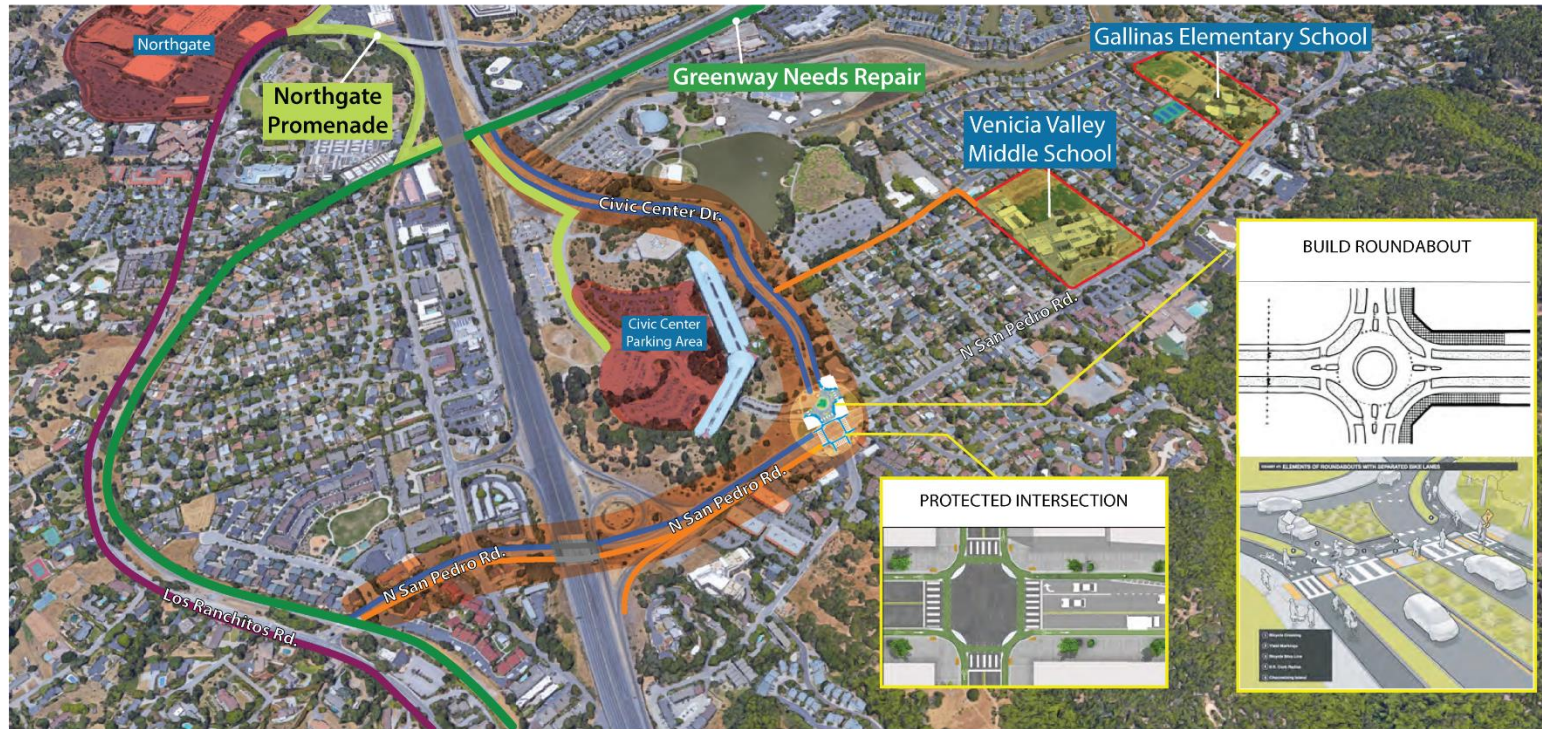 Northgate
Northgate
Promenade
Greenway Needs Repair
Gallinas Elementary School
Venicia Valley
Middle School
Civic Center Dr.
Civic Center
Parking Area
N San Pedro Rd.
N San Pedro Rd.
N San Pedro Rd.
Los Ranchitos Rd.
PROTECTED INTERSECTION
BUILD ROUNDABOUT
ELEMENTS OF ROUNDABOUTS WITH SEPARATED BIKE LANES